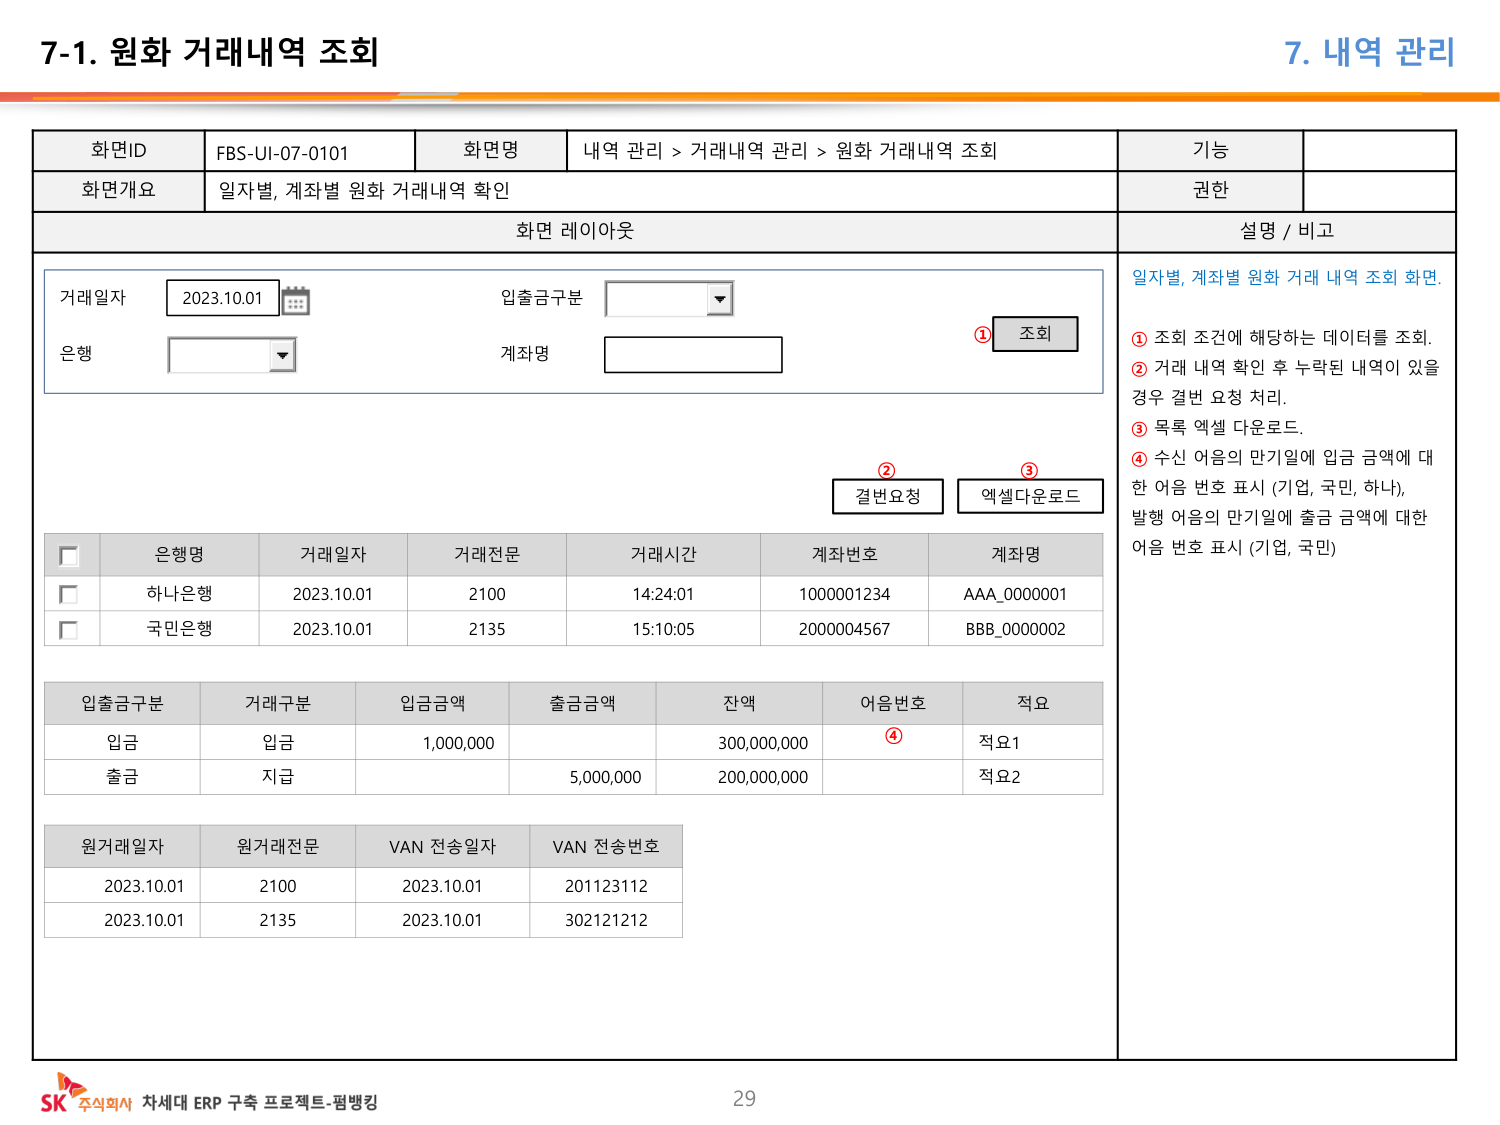 7-1. 원화 거래내역 조회
7. 내역 관리
화면ID FBS-UI-07-0101 화면명 내역 관리 > 거래내역 관리 > 원화 거래내역 조회 기능
화면개요 일자별, 계좌별 원화 거래내역 확인 권한
화면 레이아웃 설명 / 비고
거래일자 2023.10.01 입출금구분
은행 계좌명 ① 조회
② ③
결번요청 엑셀다운로드
은행명 거래일자 거래전문 거래시간 계좌번호 계좌명
하나은행 2023.10.01 2100 14:24:01 1000001234 AAA_0000001
국민은행 2023.10.01 2135 15:10:05 2000004567 BBB_0000002
입출금구분 거래구분 입금금액 출금금액 잔액 어음번호 적요
입금 입금 1,000,000 300,000,000 ④ 적요1
출금 지급 5,000,000 200,000,000 적요2
원거래일자 원거래전문 VAN 전송일자 VAN 전송번호
2023.10.01 2100 2023.10.01 201123112
2023.10.01 2135 2023.10.01 302121212
일자별, 계좌별 원화 거래 내역 조회 화면.
① 조회 조건에 해당하는 데이터를 조회.
② 거래 내역 확인 후 누락된 내역이 있을
경우 결번 요청 처리.
③ 목록 엑셀 다운로드.
④ 수신 어음의 만기일에 입금 금액에 대
한 어음 번호 표시 (기업, 국민, 하나),
발행 어음의 만기일에 출금 금액에 대한
어음 번호 표시 (기업, 국민)
SK 주식회사 차세대 ERP 구축 프로젝트-펌뱅킹
29